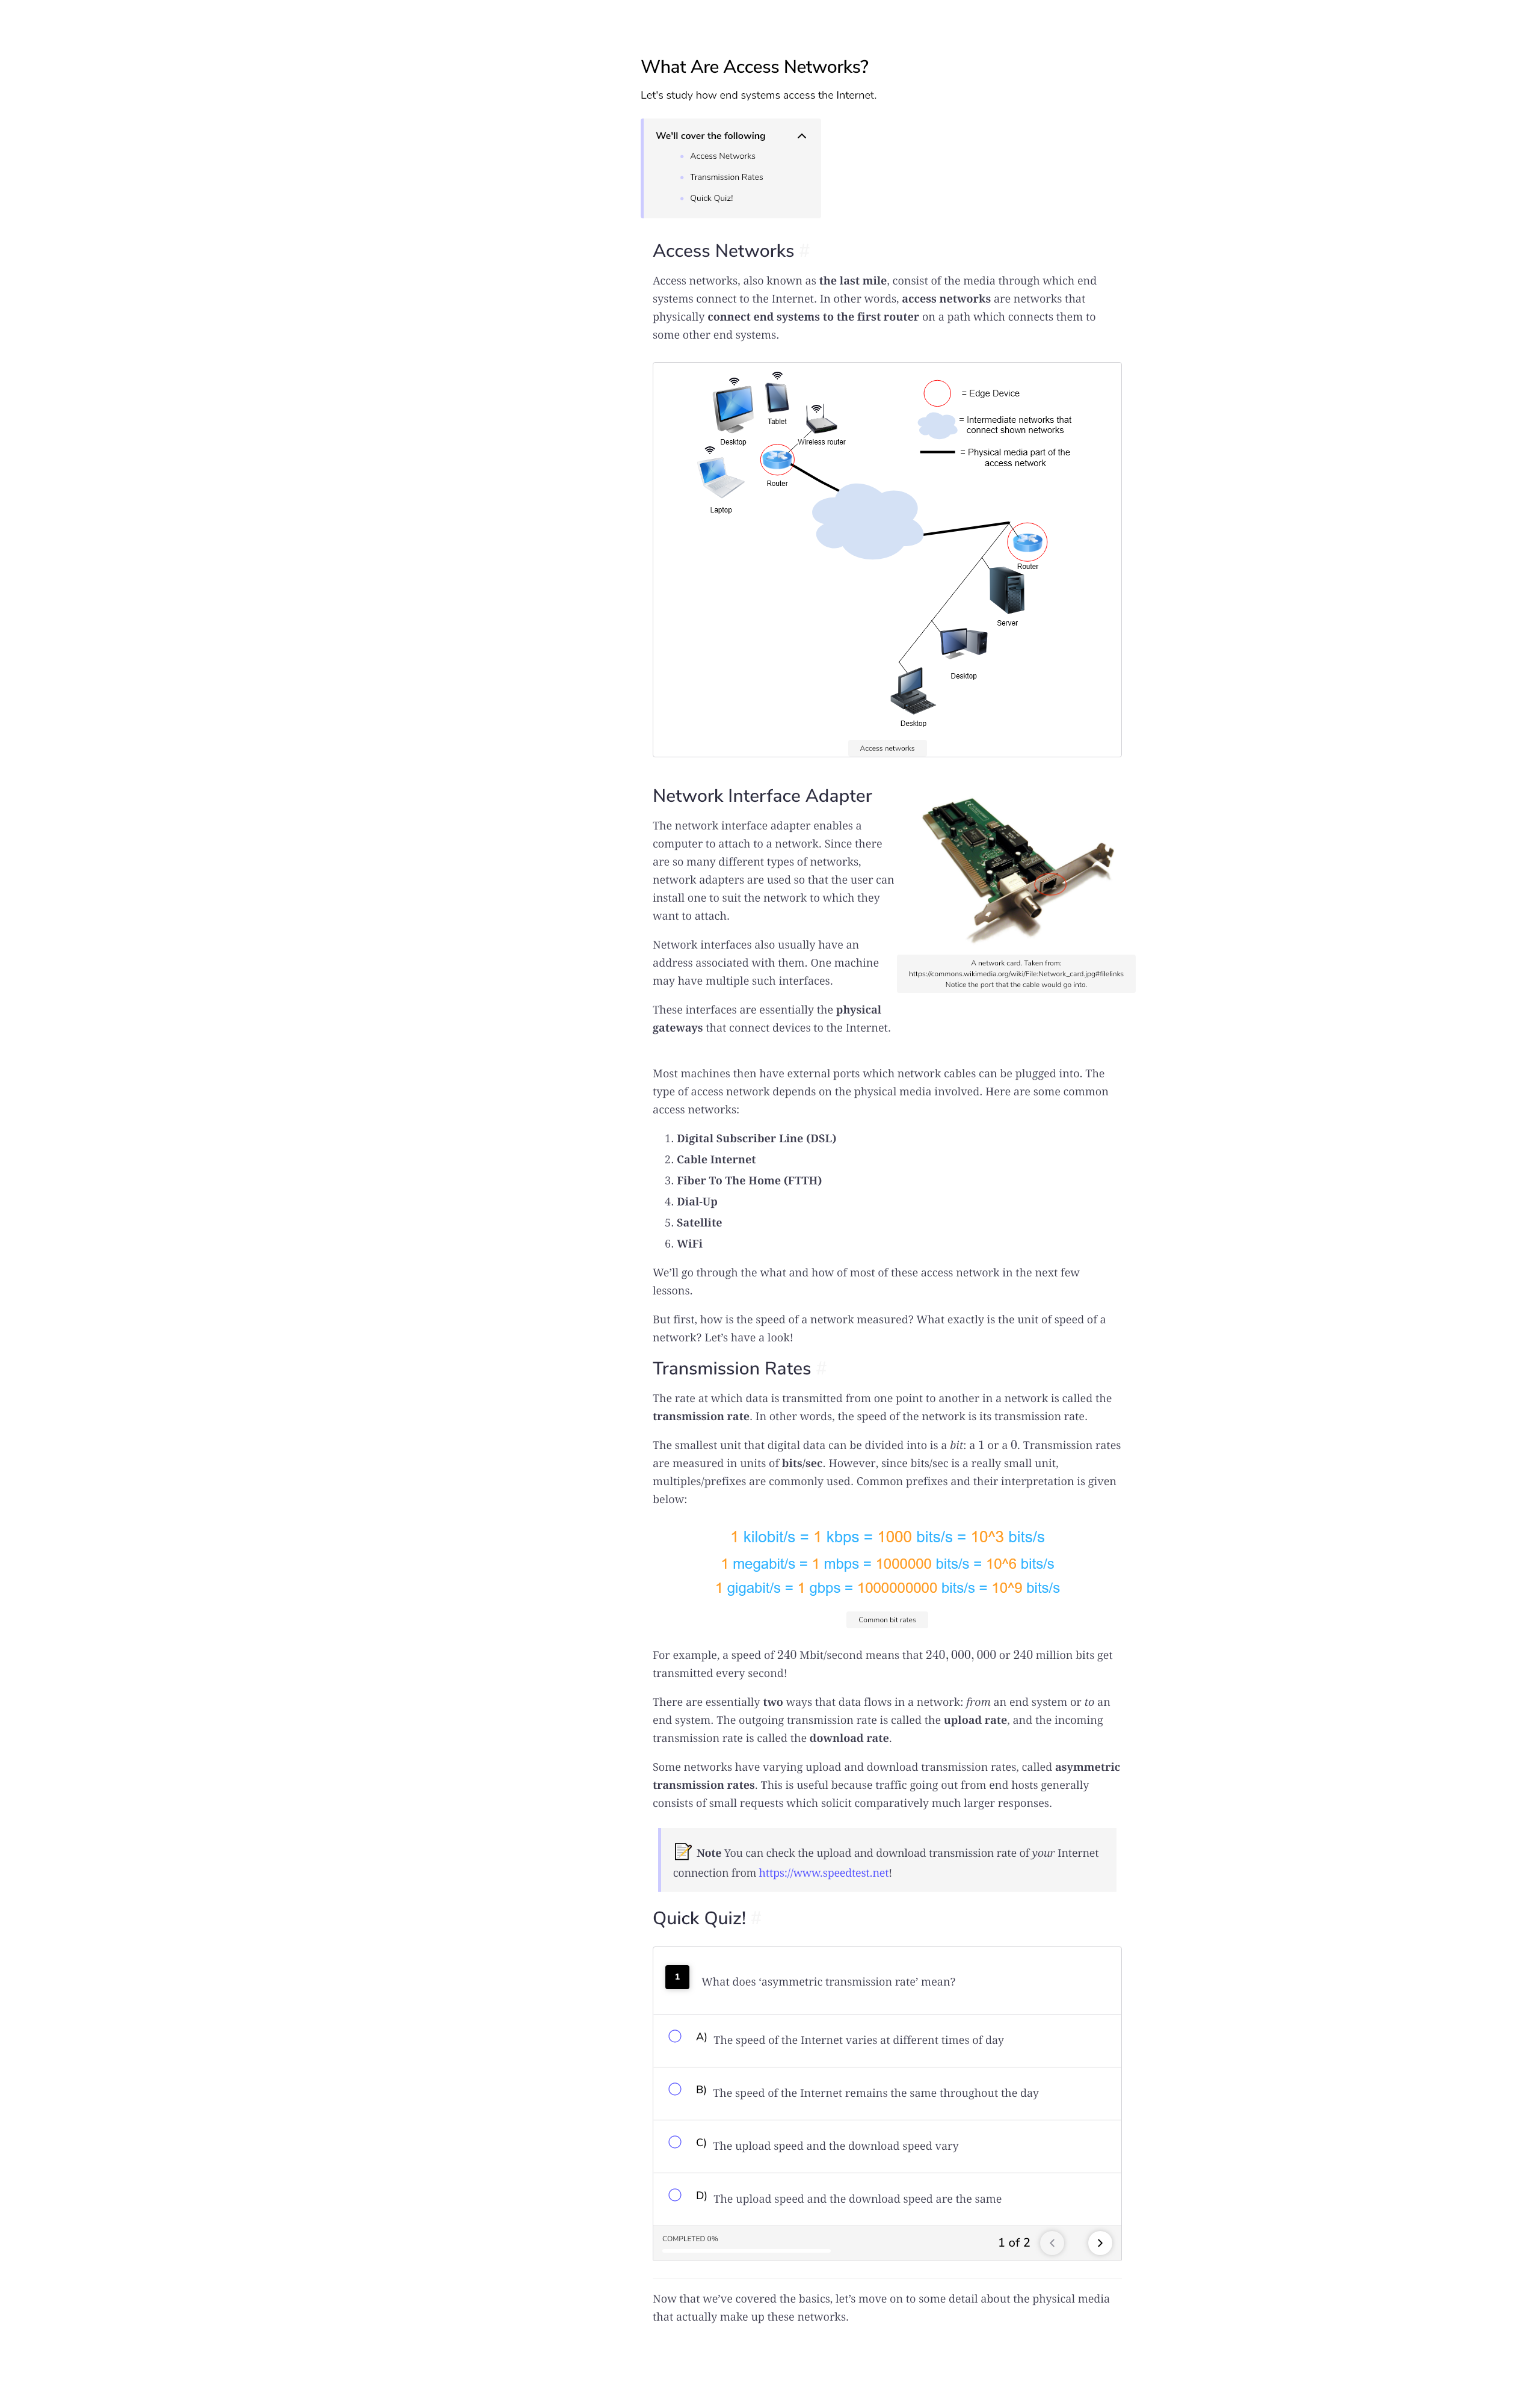 What Are Access Networks?
Let's study how end systems access the Internet.
We'll cover the following
Access Networks
Transmission Rates
Quick Quiz!
Access Networks #
Access networks, also known as the last mile, consist of the media through which end
systems connect to the Internet. In other words, access networks are networks that
physically connect end systems to the first router on a path which connects them to
some other end systems.
= Edge Device
= Intermediate networks that
connect shown networks
= Physical media part of the
access network
Tablet
Desktop
Wireless router
Router
Laptop
Router
Server
Desktop
Desktop
Access networks
Network Interface Adapter
The network interface adapter enables a
computer to attach to a network. Since there
are so many different types of networks,
network adapters are used so that the user can
install one to suit the network to which they
want to attach.
Network interfaces also usually have an
address associated with them. One machine
may have multiple such interfaces.
These interfaces are essentially the physical
gateways that connect devices to the Internet.
A network card. Taken from:
https://commons.wikimedia.org/wiki/File:Network_card.jpg#filelinks
Notice the port that the cable would go into.
Most machines then have external ports which network cables can be plugged into. The
type of access network depends on the physical media involved. Here are some common
access networks:
1. Digital Subscriber Line (DSL)
2. Cable Internet
3. Fiber To The Home (FTTH)
4. Dial-Up
5. Satellite
6. WiFi
We'll go through the what and how of most of these access network in the next few
lessons.
But first, how is the speed of a network measured? What exactly is the unit of speed of a
network? Let's have a look!
Transmission Rates #
The rate at which data is transmitted from one point to another in a network is called the
transmission rate. In other words, the speed of the network is its transmission rate.
The smallest unit that digital data can be divided into is a bit: a 1 or a 0. Transmission rates
are measured in units of bits/sec. However, since bits/sec is a really small unit,
multiples/prefixes are commonly used. Common prefixes and their interpretation is given
below:
1 kilobit/s = 1 kbps = 1000 bits/s = 10^3 bits/s
1 megabit/s = 1 mbps = 1000000 bits/s = 10^6 bits/s
1 gigabit/s = 1 gbps = 1000000000 bits/s = 10^9 bits/s
Common bit rates
For example, a speed of 240 Mbit/second means that 240,000,000 or 240 million bits get
transmitted every second!
There are essentially two ways that data flows in a network: from an end system or to an
end system. The outgoing transmission rate is called the upload rate, and the incoming
transmission rate is called the download rate.
Some networks have varying upload and download transmission rates, called asymmetric
transmission rates. This is useful because traffic going out from end hosts generally
consists of small requests which solicit comparatively much larger responses.
📝 Note You can check the upload and download transmission rate of your Internet
connection from https://www.speedtest.net!
Quick Quiz! #
1 What does ‘asymmetric transmission rate’ mean?
A) The speed of the Internet varies at different times of day
B) The speed of the Internet remains the same throughout the day
C) The upload speed and the download speed vary
D) The upload speed and the download speed are the same
COMPLETED 0%
1 of 2
Now that we've covered the basics, let's move on to some detail about the physical media
that actually make up these networks.